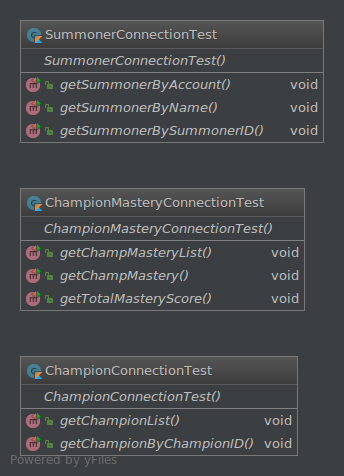 SummonerConnectionTest
SummonerConnectionTest()
getSummonerByAccount() void
getSummonerByName() void
getSummonerBySummonerID() void
ChampionMasteryConnectionTest
ChampionMasteryConnectionTest()
getChampMasteryList() void
getChampMastery() void
getTotalMasteryScore() void
ChampionConnectionTest
ChampionConnectionTest()
getChampionList() void
getChampionByChampionID() void
Powered by yFiles